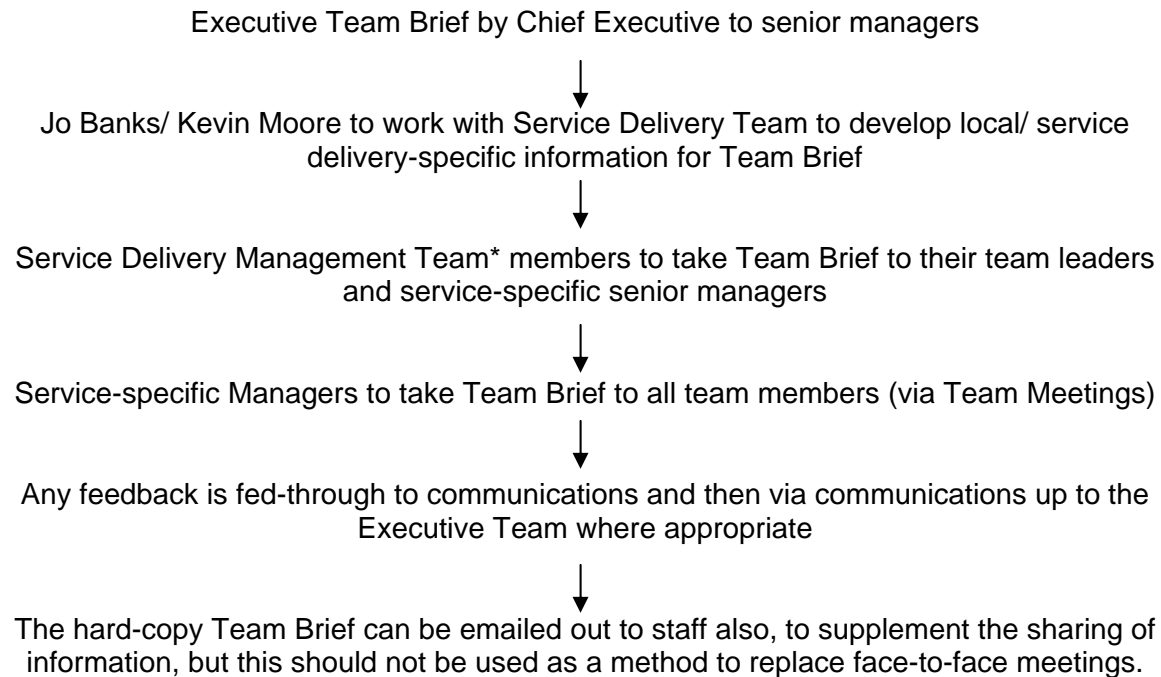 Executive Team Brief by Chief Executive to senior managers
Jo Banks/ Kevin Moore to work with Service Delivery Team to develop local/ service
delivery-specific information for Team Brief
Service Delivery Management Team* members to take Team Brief to their team leaders
and service-specific senior managers
Service-specific Managers to take Team Brief to all team members (via Team Meetings)
Any feedback is fed-through to communications and then via communications up to the
Executive Team where appropriate
The hard-copy Team Brief can be emailed out to staff also, to supplement the sharing of
information, but this should not be used as a method to replace face-to-face meetings.